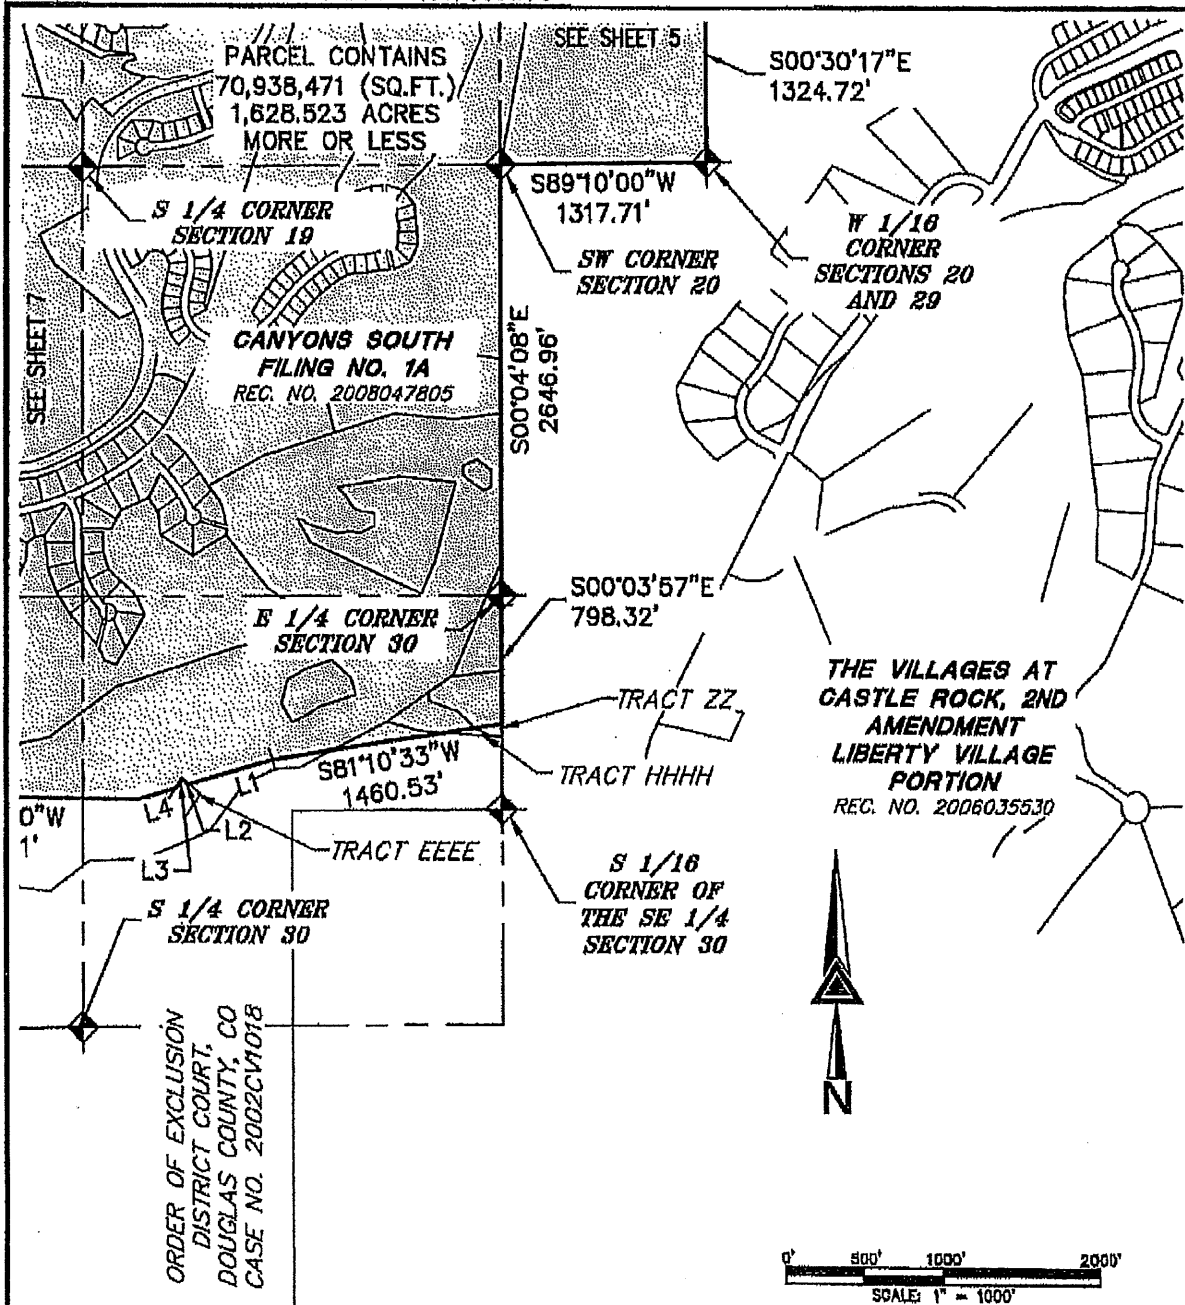 PARCEL CONTAINS
70,938,471 (SQ.FT.)
1,628.523 ACRES
MORE OR LESS
SEE SHEET 5
S00°30'17"E
1324.72'
S 1/4 CORNER
SECTION 19
S89°10'00"W
1317.71'
SW CORNER
SECTION 20
W 1/16
CORNER
SECTIONS 20
AND 29
SEE SHEET 7
CANYONS SOUTH
FILING NO. 1A
REC. NO. 2008047805
S00°04'08"E
2646.96'
E 1/4 CORNER
SECTION 30
S00°03'57"E
798.32'
TRACT ZZ
TRACT HHHH
THE VILLAGES AT
CASTLE ROCK, 2ND
AMENDMENT
LIBERTY VILLAGE
PORTION
REC. NO. 2006035530
S81°10'33"W
1460.53'
0"W
1'
L4
L1
L2
L3
TRACT EEEE
S 1/4 CORNER
SECTION 30
S 1/16
CORNER OF
THE SE 1/4
SECTION 30
ORDER OF EXCLUSION
DISTRICT COURT,
DOUGLAS COUNTY, CO
CASE NO. 2002CV1018
N
0' 500' 1000' 2000'
SCALE: 1" = 1000'